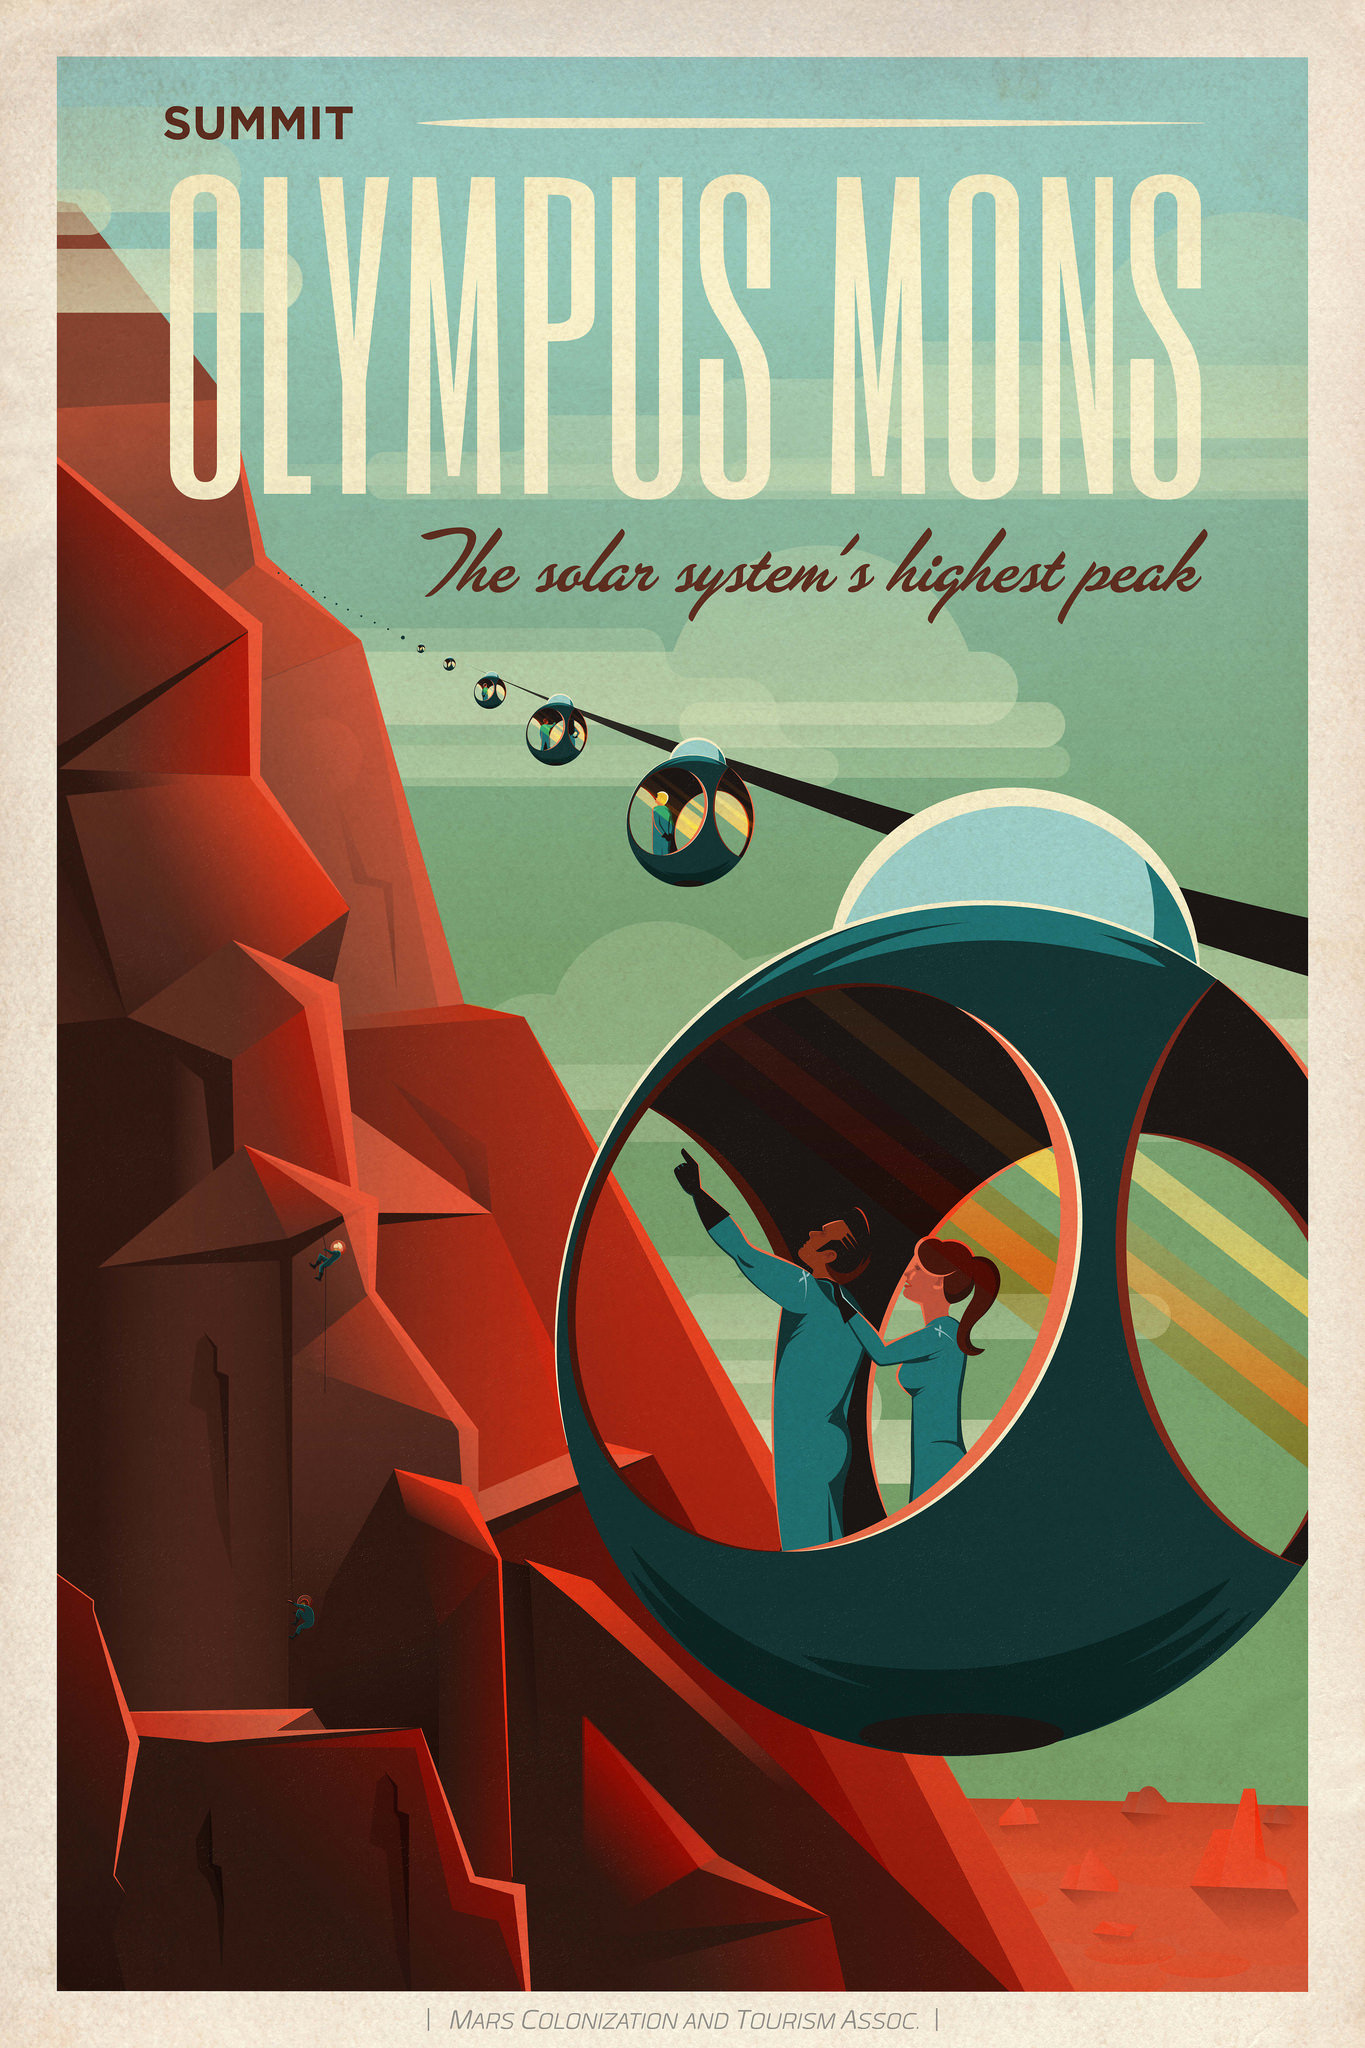 SUMMIT
OLYMPUS MONS
The solar system's highest peak
| MARS COLONIZATION AND TOURISM ASSOC. |